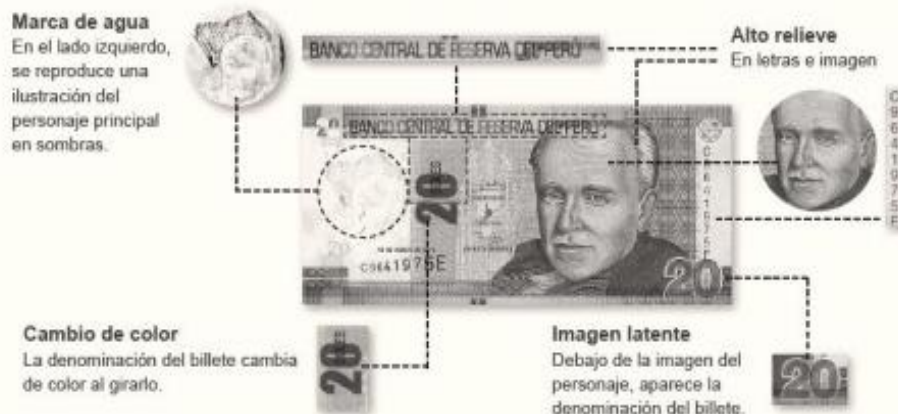 Marca de agua
En el lado izquierdo,
se reproduce una
ilustración del
personaje principal
en sombras.
BANCO CENTRAL DE RESERVA DEL PERÚ
Alto relieve
En letras e imagen
BANCO CENTRAL DE RESERVA DEL PERÚ
20
20
C9641975E
20
Cambio de color
La denominación del billete cambia
de color al girarlo.
20
Imagen latente
Debajo de la imagen del
personaje, aparece la
denominación del billete.
20